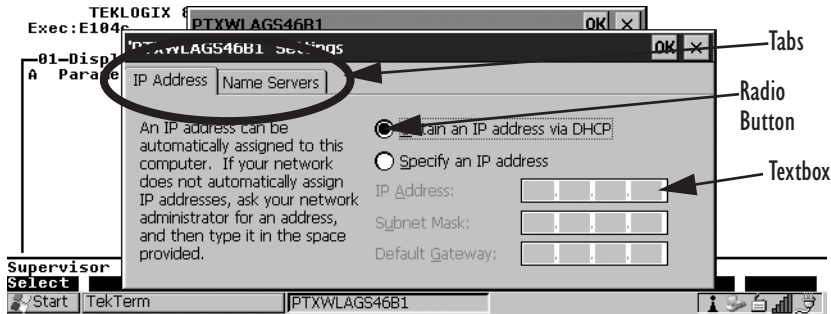 TEKLOGIX
Exec:E104
PTXWLAGS46B1 OK ×
01—Displ
A Parame
'PTXWLAGS46B1' Settings OK ×
IP Address Name Servers
Tabs
Radio
Button
Textbox
An IP address can be
automatically assigned to this
computer. If your network
does not automatically assign
IP addresses, ask your network
administrator for an address,
and then type it in the space
provided.
Obtain an IP address via DHCP
Specify an IP address
IP Address:
Subnet Mask:
Default Gateway:
Supervisor
Select
Start TekTerm PTXWLAGS46B1